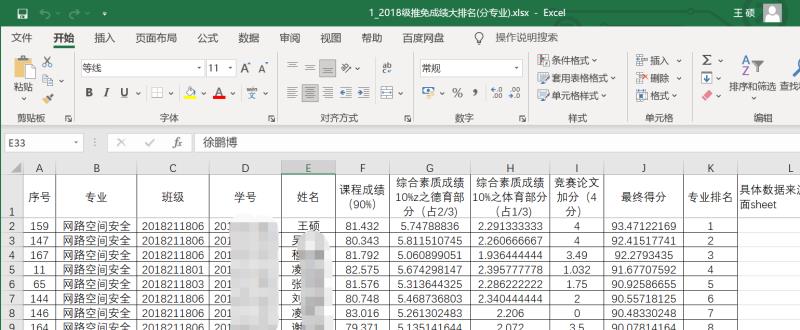 1_2018级推免成绩大排名(分专业).xlsx - Excel 王 硕
文件 开始 插入 页面布局 公式 数据 审阅 视图 帮助 百度网盘 操作说明搜索
粘贴 等线 11 A A 常规 条件格式 插入 Σ
B I U A wén 文 % 套用表格格式 删除 排序和筛选 查找
单元格样式 格式
剪贴板 字体 对齐方式 数字 样式 单元格 编辑
E33 fx 徐鹏博
A B C D E F G H I J K L
1 序号 专业 班级 学号 姓名 课程成绩(90%) 综合素质成绩10%z之德育部分(占2/3) 综合素质成绩10%之体育部分(占1/3) 竞赛论文加分(4分) 最终得分 专业排名 具体数据来 面sheet
2 159 网路空间安全 2018211806 20 王硕 81.432 5.74788836 2.291333333 4 93.47122169 1
3 147 网路空间安全 2018211806 20 80.343 5.811510745 2.260666667 4 92.41517741 2
4 167 网路空间安全 2018211806 20 81.792 5.060899051 1.936444444 3.49 92.2793435 3
5 11 网路空间安全 2018211801 20 凌 82.575 5.674298147 2.395777778 1.032 91.67707592 4
6 65 网路空间安全 2018211803 20 张 81.576 5.313644325 2.286222222 1.75 90.92586655 5
7 144 网路空间安全 2018211806 20 刘 80.748 5.468736803 2.340444444 2 90.55718125 6
8 146 网路空间安全 2018211806 20 凌 83.016 5.261302483 2.206 0 90.48330248 7
9 164 网路空间安全 2018211806 20 谢 79.371 5.135141644 2.072 3.5 90.07814164 8